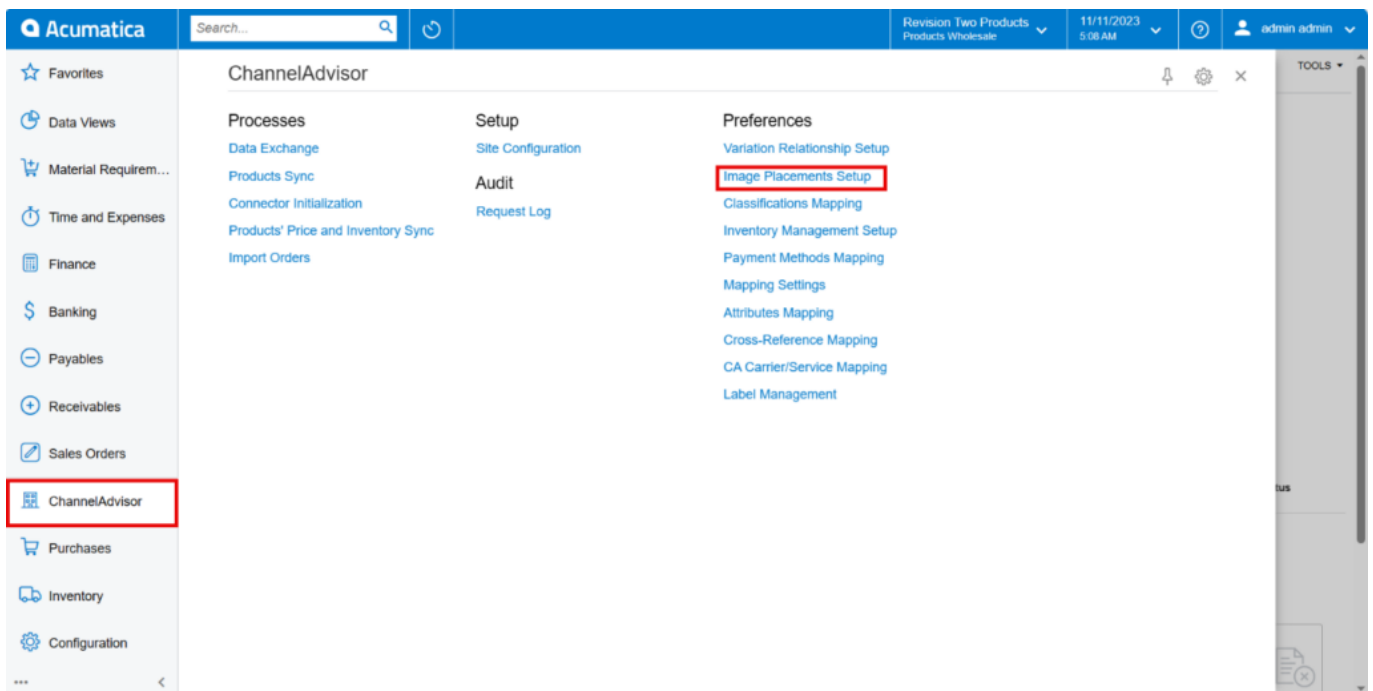 Acumatica
Search...
Revision Two Products
Products Wholesale
11/11/2023
5:08 AM
admin admin
Favorites
Data Views
Material Requirem...
Time and Expenses
Finance
Banking
Payables
Receivables
Sales Orders
ChannelAdvisor
Purchases
Inventory
Configuration
ChannelAdvisor
TOOLS
Processes
Data Exchange
Products Sync
Connector Initialization
Products' Price and Inventory Sync
Import Orders
Setup
Site Configuration
Audit
Request Log
Preferences
Variation Relationship Setup
Image Placements Setup
Classifications Mapping
Inventory Management Setup
Payment Methods Mapping
Mapping Settings
Attributes Mapping
Cross-Reference Mapping
CA Carrier/Service Mapping
Label Management
tus